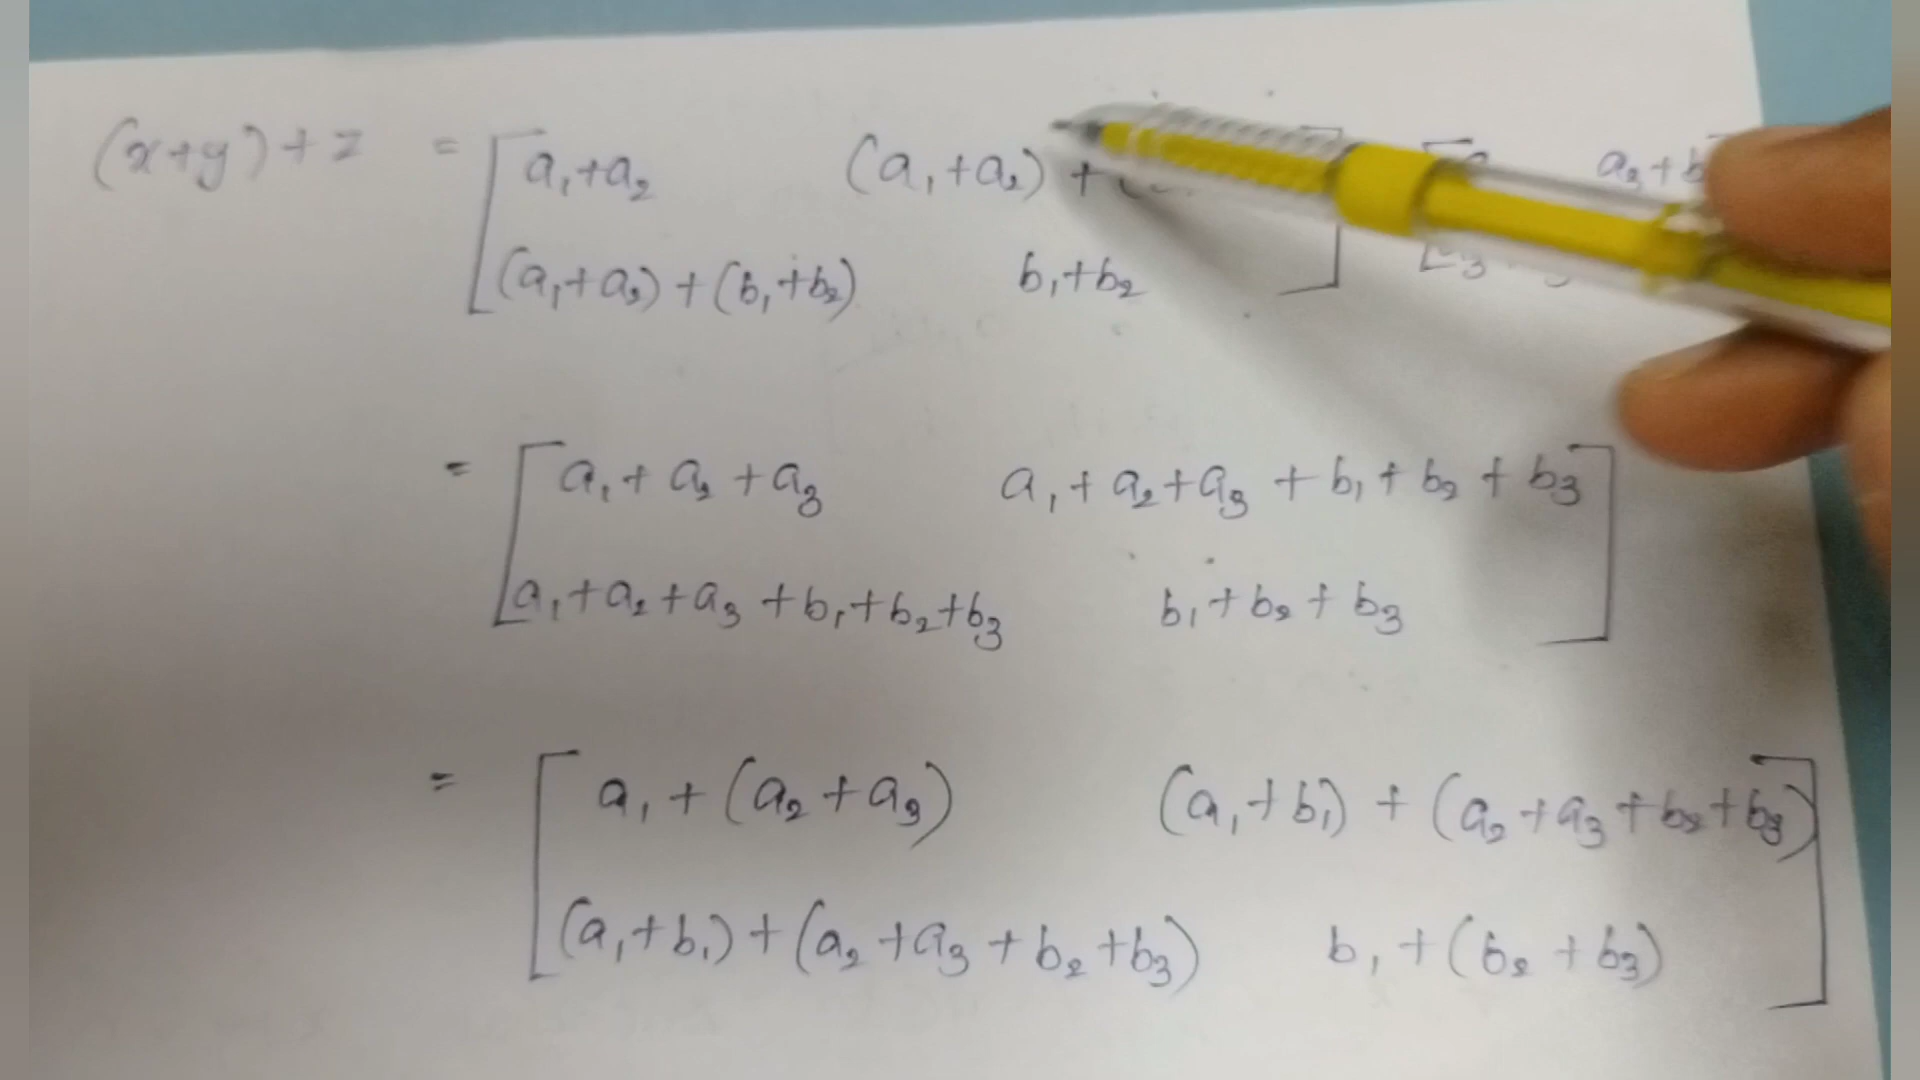 (x+y)+z = [ a₁+a₂ (a₁+a₂) + ( ] [ a₃+b
(a₁+a₂)+(b₁+b₂) b₁+b₂ ] [
= [ a₁+a₂+a₃ a₁+a₂+a₃+b₁+b₂+b₃ ]
a₁+a₂+a₃+b₁+b₂+b₃ b₁+b₂+b₃
= [ a₁+(a₂+a₃) (a₁+b₁)+(a₂+a₃+b₂+b₃) ]
(a₁+b₁)+(a₂+a₃+b₂+b₃) b₁+(b₂+b₃)